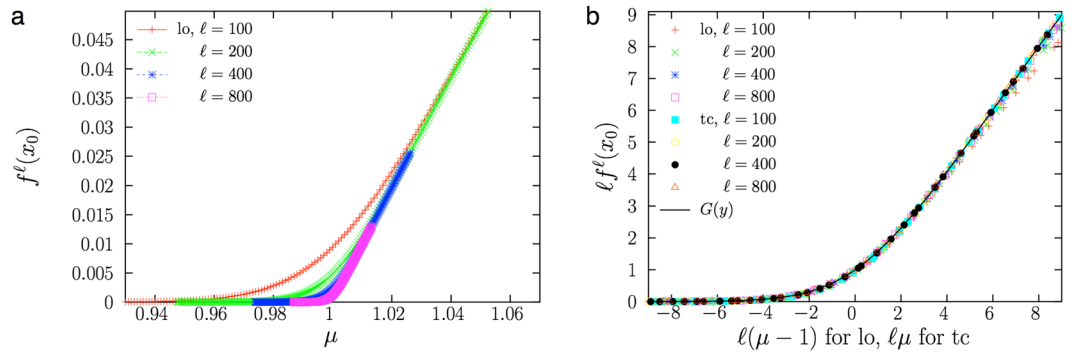 a
0.045
0.04
0.035
0.03
0.025
0.02
0.015
0.01
0.005
0
f^ℓ(x_0)
lo, ℓ = 100
ℓ = 200
ℓ = 400
ℓ = 800
0.94 0.96 0.98 1 1.02 1.04 1.06
μ
b
9
8
7
6
5
4
3
2
1
0
ℓ f^ℓ(x_0)
lo, ℓ = 100
ℓ = 200
ℓ = 400
ℓ = 800
tc, ℓ = 100
ℓ = 200
ℓ = 400
ℓ = 800
G(y)
−8 −6 −4 −2 0 2 4 6 8
ℓ(μ − 1) for lo, ℓμ for tc